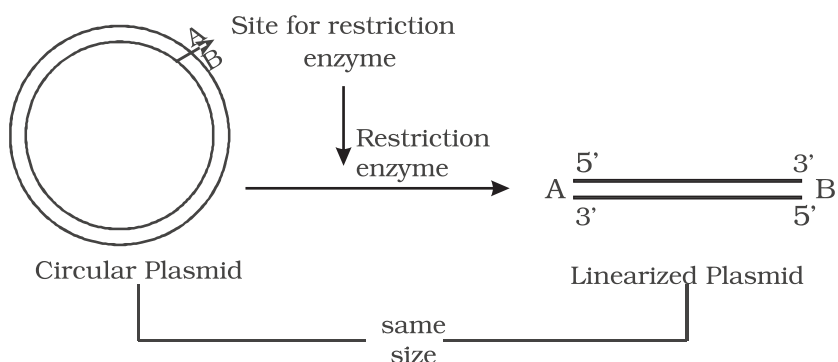 A
B
Site for restriction
enzyme
Restriction
enzyme
A
5’
3’
B
3’
5’
Circular Plasmid
Linearized Plasmid
same
size